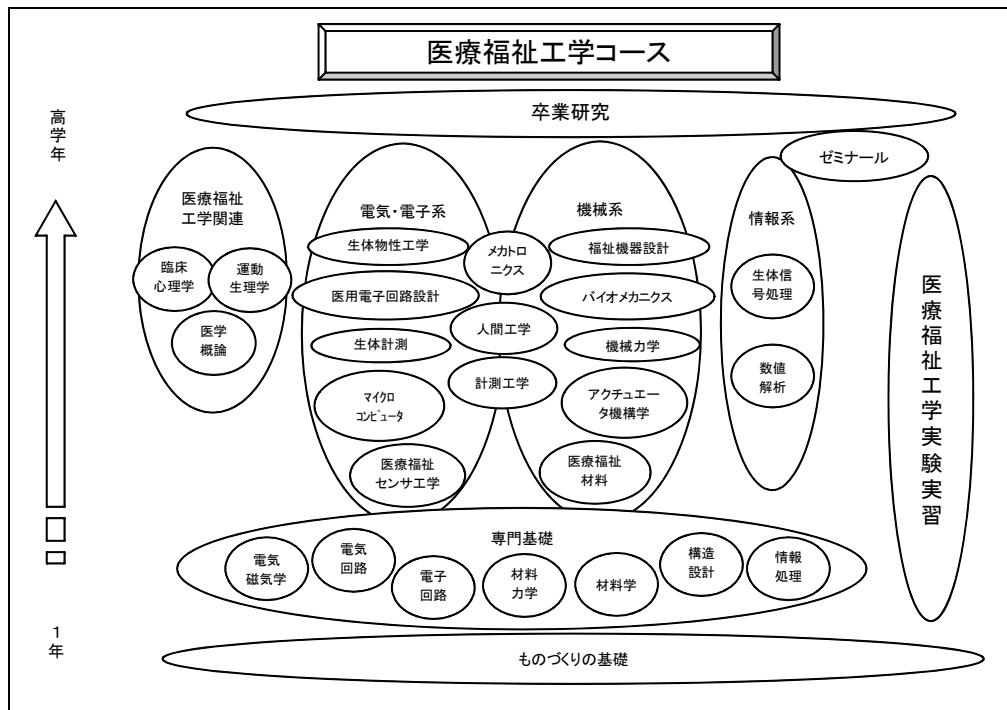 医療福祉工学コース
高学年
卒業研究
ゼミナール
医療福祉
工学関連
臨床
心理学
運動
生理学
医学
概論
電気・電子系
生体物性工学
医用電子回路設計
生体計測
マイクロ
コンピュータ
医療福祉
センサ工学
メカトロ
ニクス
人間工学
計測工学
機械系
福祉機器設計
バイオメカニクス
機械力学
アクチュエー
タ機構学
医療福祉
材料
情報系
生体信
号処理
数値
解析
医療福祉工学実験実習
専門基礎
電気
磁気学
電気
回路
電子
回路
材料
力学
材料学
構造
設計
情報
処理
1年
ものづくりの基礎